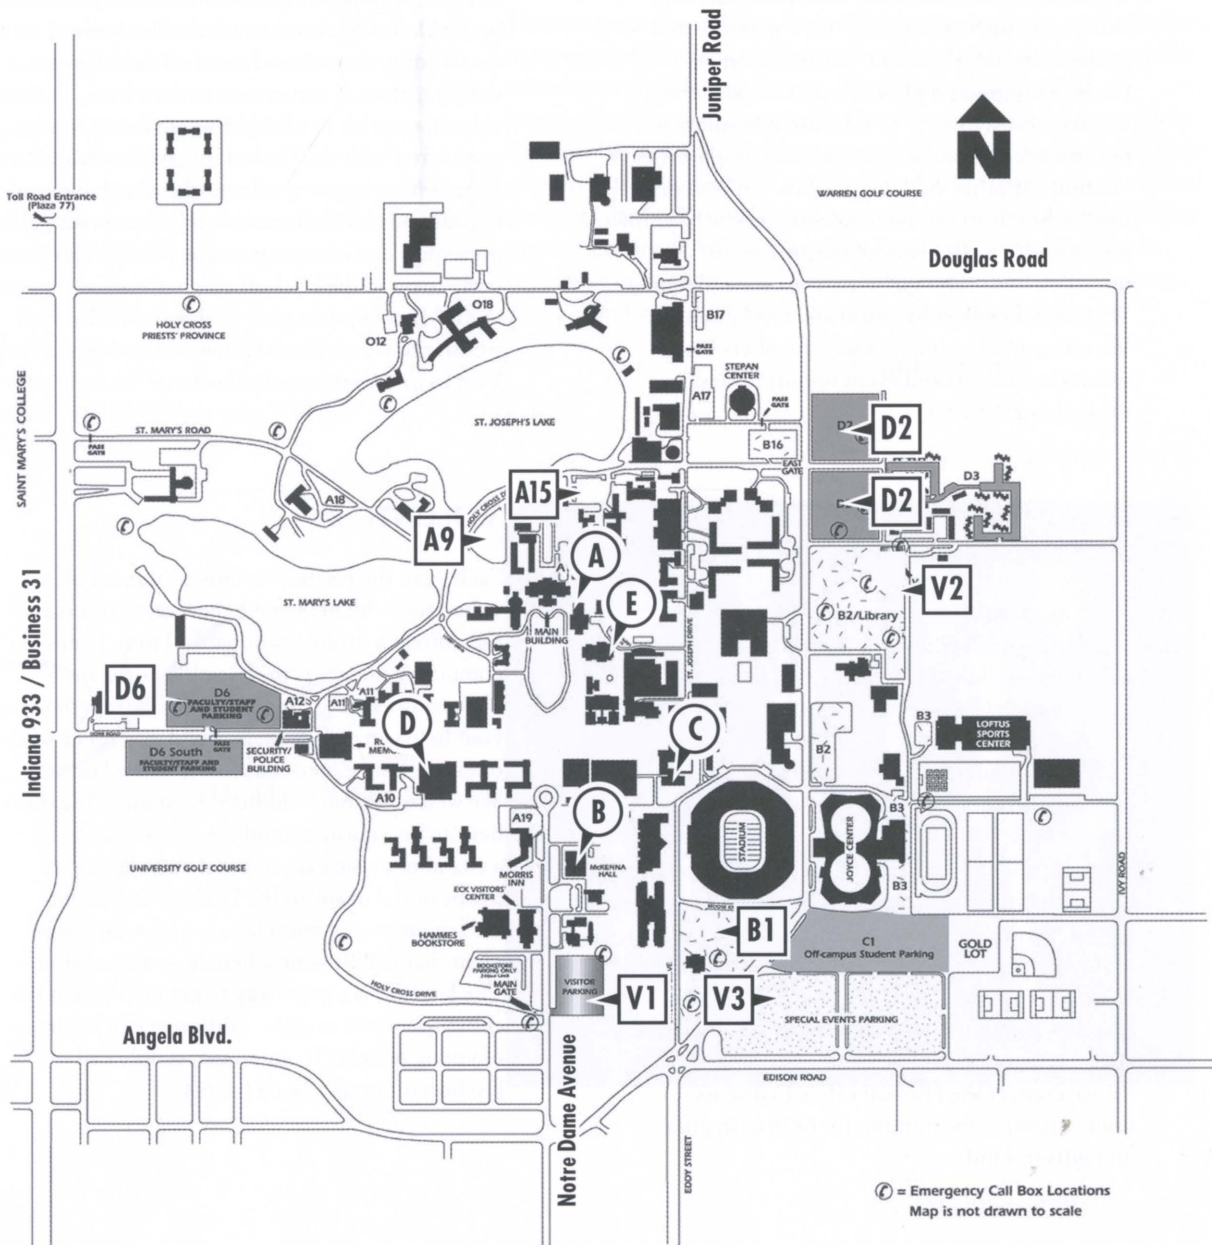 Juniper Road
N
Toll Road Entrance
(Plaza 77)
WARREN GOLF COURSE
Douglas Road
HOLY CROSS
PRIESTS' PROVINCE
O18
O12
B17
PASS
GATE
STEPAN
CENTER
A17
PASS
GATE
SAINT MARY'S COLLEGE
ST. MARY'S ROAD
PASS
GATE
ST. JOSEPH'S LAKE
B16
EAST
GATE
D2
D2
D3
A15
A18
A9
D2
ST. MARY'S LAKE
A
E
MAIN
BUILDING
ST. JOSEPH DRIVE
B2/Library
V2
Indiana 933 / Business 31
D6
D6
FACULTY/STAFF
AND STUDENT
PARKING
A12
A11
A11
D
C
B3
LOFTUS
SPORTS
CENTER
D6 South
FACULTY/STAFF AND
STUDENT PARKING
PASS
GATE
SECURITY/
POLICE
BUILDING
B2
A10
B
A19
STADIUM
JOYCE CENTER
B3
B3
UNIVERSITY GOLF COURSE
MORRIS
INN
McKENNA
HALL
ECK VISITORS'
CENTER
IVY ROAD
HAMMES
BOOKSTORE
B1
C1
Off-campus Student Parking
GOLD
LOT
BOOKSTORE
PARKING ONLY
MAIN
GATE
VISITOR
PARKING
HOLY CROSS DRIVE
V1
V3
SPECIAL EVENTS PARKING
Angela Blvd.
EDISON ROAD
Notre Dame Avenue
EDDY STREET
= Emergency Call Box Locations
Map is not drawn to scale